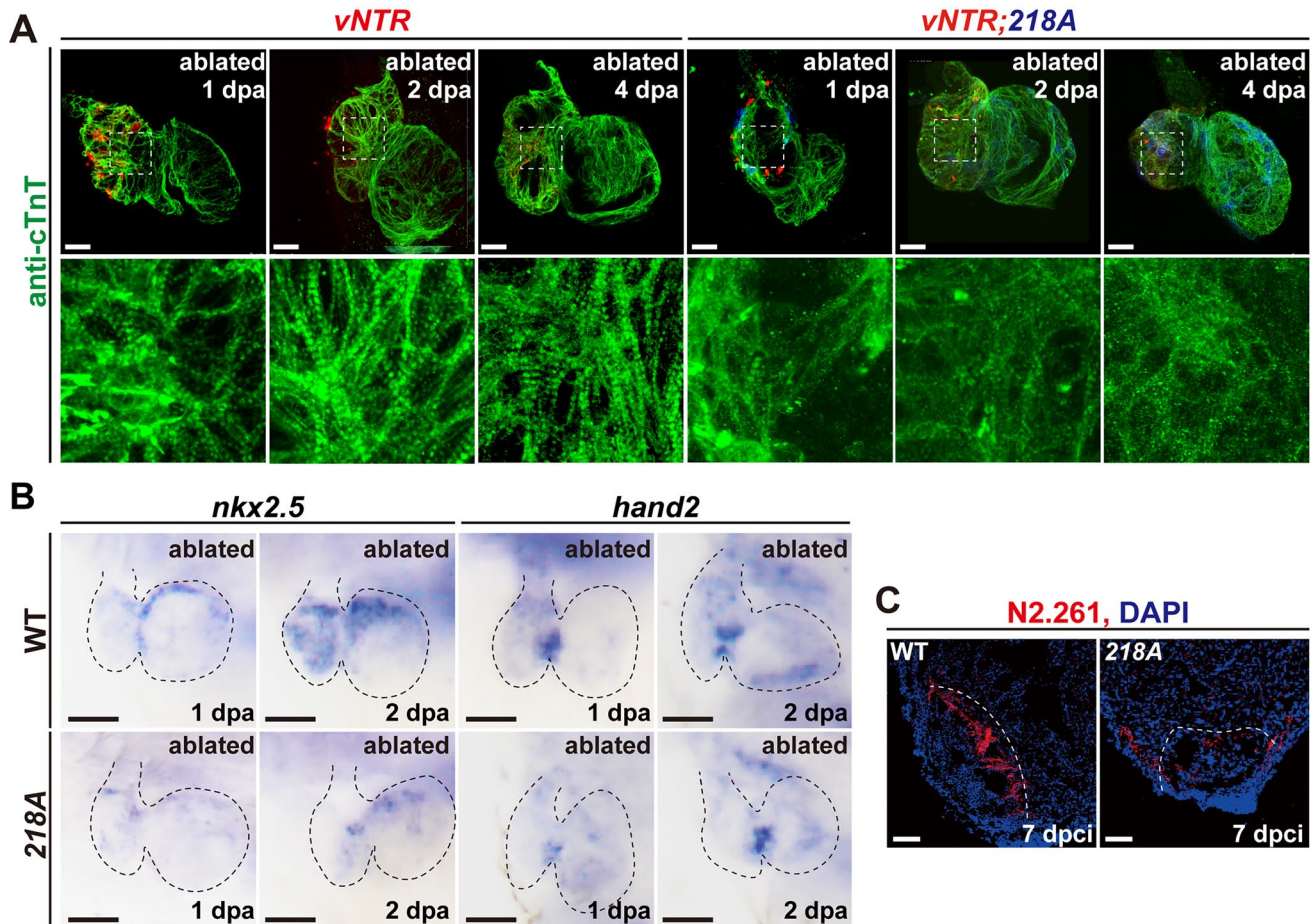 A
vNTR
vNTR;218A
anti-cTnT
ablated
1 dpa
ablated
2 dpa
ablated
4 dpa
ablated
1 dpa
ablated
2 dpa
ablated
4 dpa
B
nkx2.5
hand2
WT
ablated
1 dpa
ablated
2 dpa
ablated
1 dpa
ablated
2 dpa
218A
ablated
1 dpa
ablated
2 dpa
ablated
1 dpa
ablated
2 dpa
C
N2.261, DAPI
WT
7 dpci
218A
7 dpci